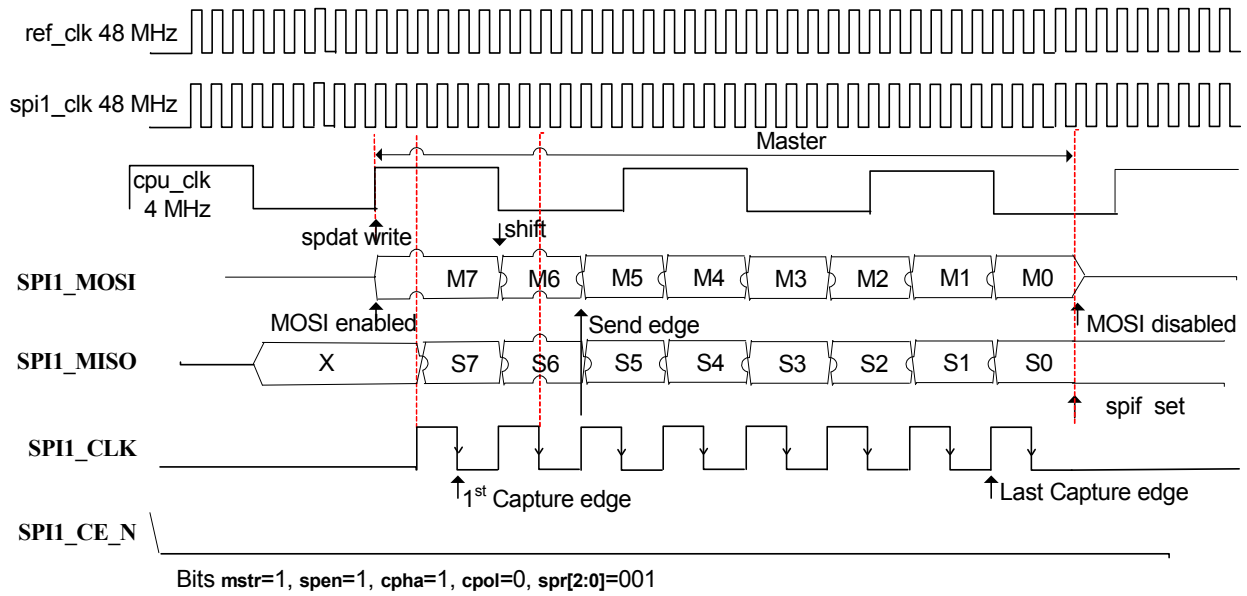 ref_clk 48 MHz
spi1_clk 48 MHz
Master
cpu_clk
4 MHz
spdat write
shift
SPI1_MOSI
M7 M6 M5 M4 M3 M2 M1 M0
MOSI enabled
Send edge
MOSI disabled
SPI1_MISO
X S7 S6 S5 S4 S3 S2 S1 S0
spif set
SPI1_CLK
1st Capture edge
Last Capture edge
SPI1_CE_N
Bits mstr=1, spen=1, cpha=1, cpol=0, spr[2:0]=001